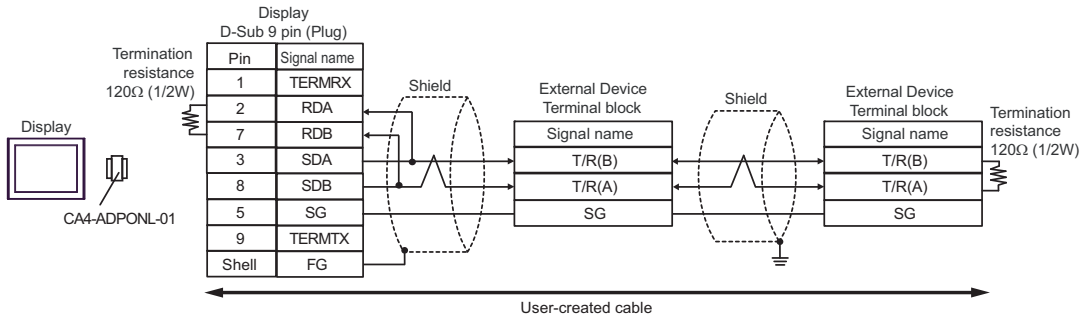 Display
D-Sub 9 pin (Plug)
Termination
resistance
120Ω (1/2W)
Pin Signal name
1 TERMRX
2 RDA
7 RDB
3 SDA
8 SDB
5 SG
9 TERMTX
Shell FG
Display
CA4-ADPONL-01
Shield
External Device
Terminal block
Signal name
T/R(B)
T/R(A)
SG
Shield
External Device
Terminal block
Signal name
T/R(B)
T/R(A)
SG
Termination
resistance
120Ω (1/2W)
User-created cable